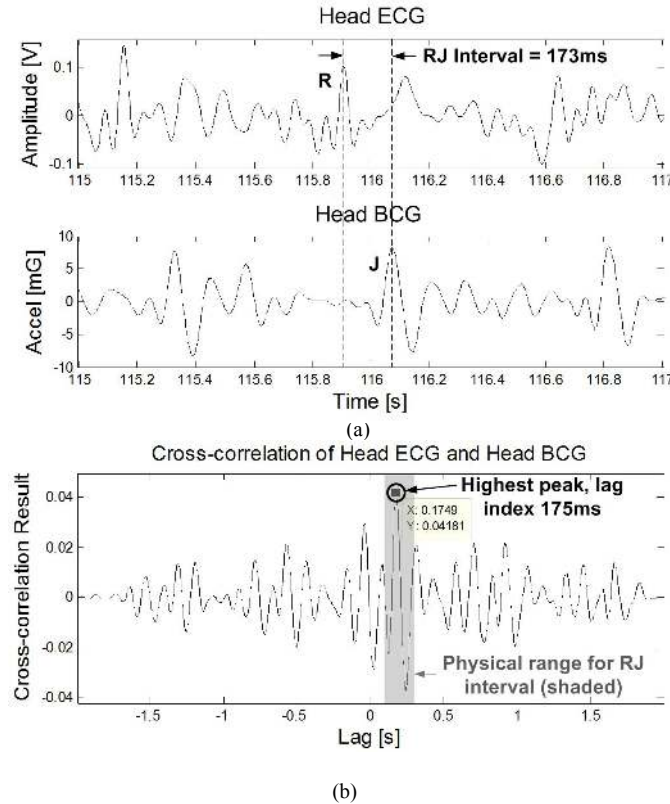 Head ECG
Amplitude [V]
0.1
0
-0.1
R
RJ Interval = 173ms
115 115.2 115.4 115.6 115.8 116 116.2 116.4 116.6 116.8 117
Head BCG
Accel [mG]
10
5
0
-5
-10
J
115 115.2 115.4 115.6 115.8 116 116.2 116.4 116.6 116.8 117
Time [s]
(a)
Cross-correlation of Head ECG and Head BCG
Cross-correlation Result
0.04
0.02
0
-0.02
-0.04
Highest peak, lag
index 175ms
X: 0.1749
Y: 0.04181
Physical range for RJ
interval (shaded)
-1.5 -1 -0.5 0 0.5 1 1.5
Lag [s]
(b)